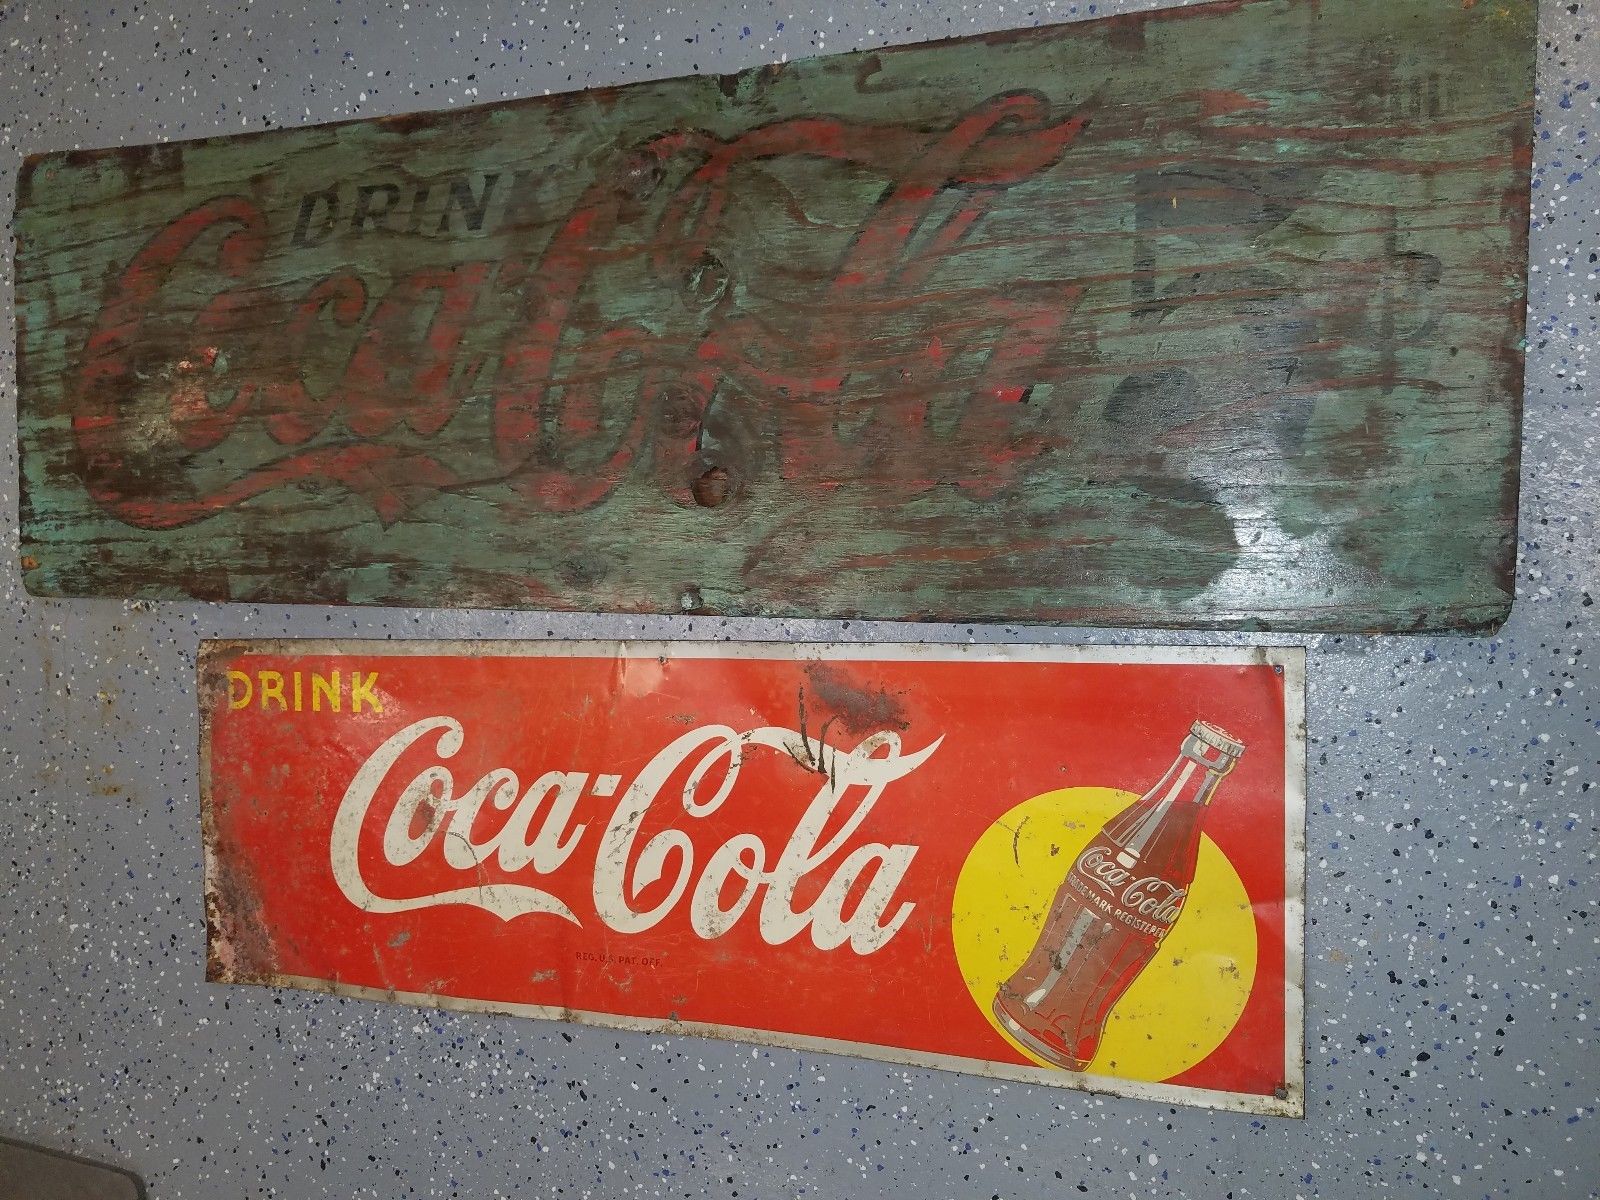 DRINK
Coca-Cola
DRINK
Coca-Cola
REG. U.S. PAT. OFF.
Coca-Cola
TRADE MARK REGISTERED